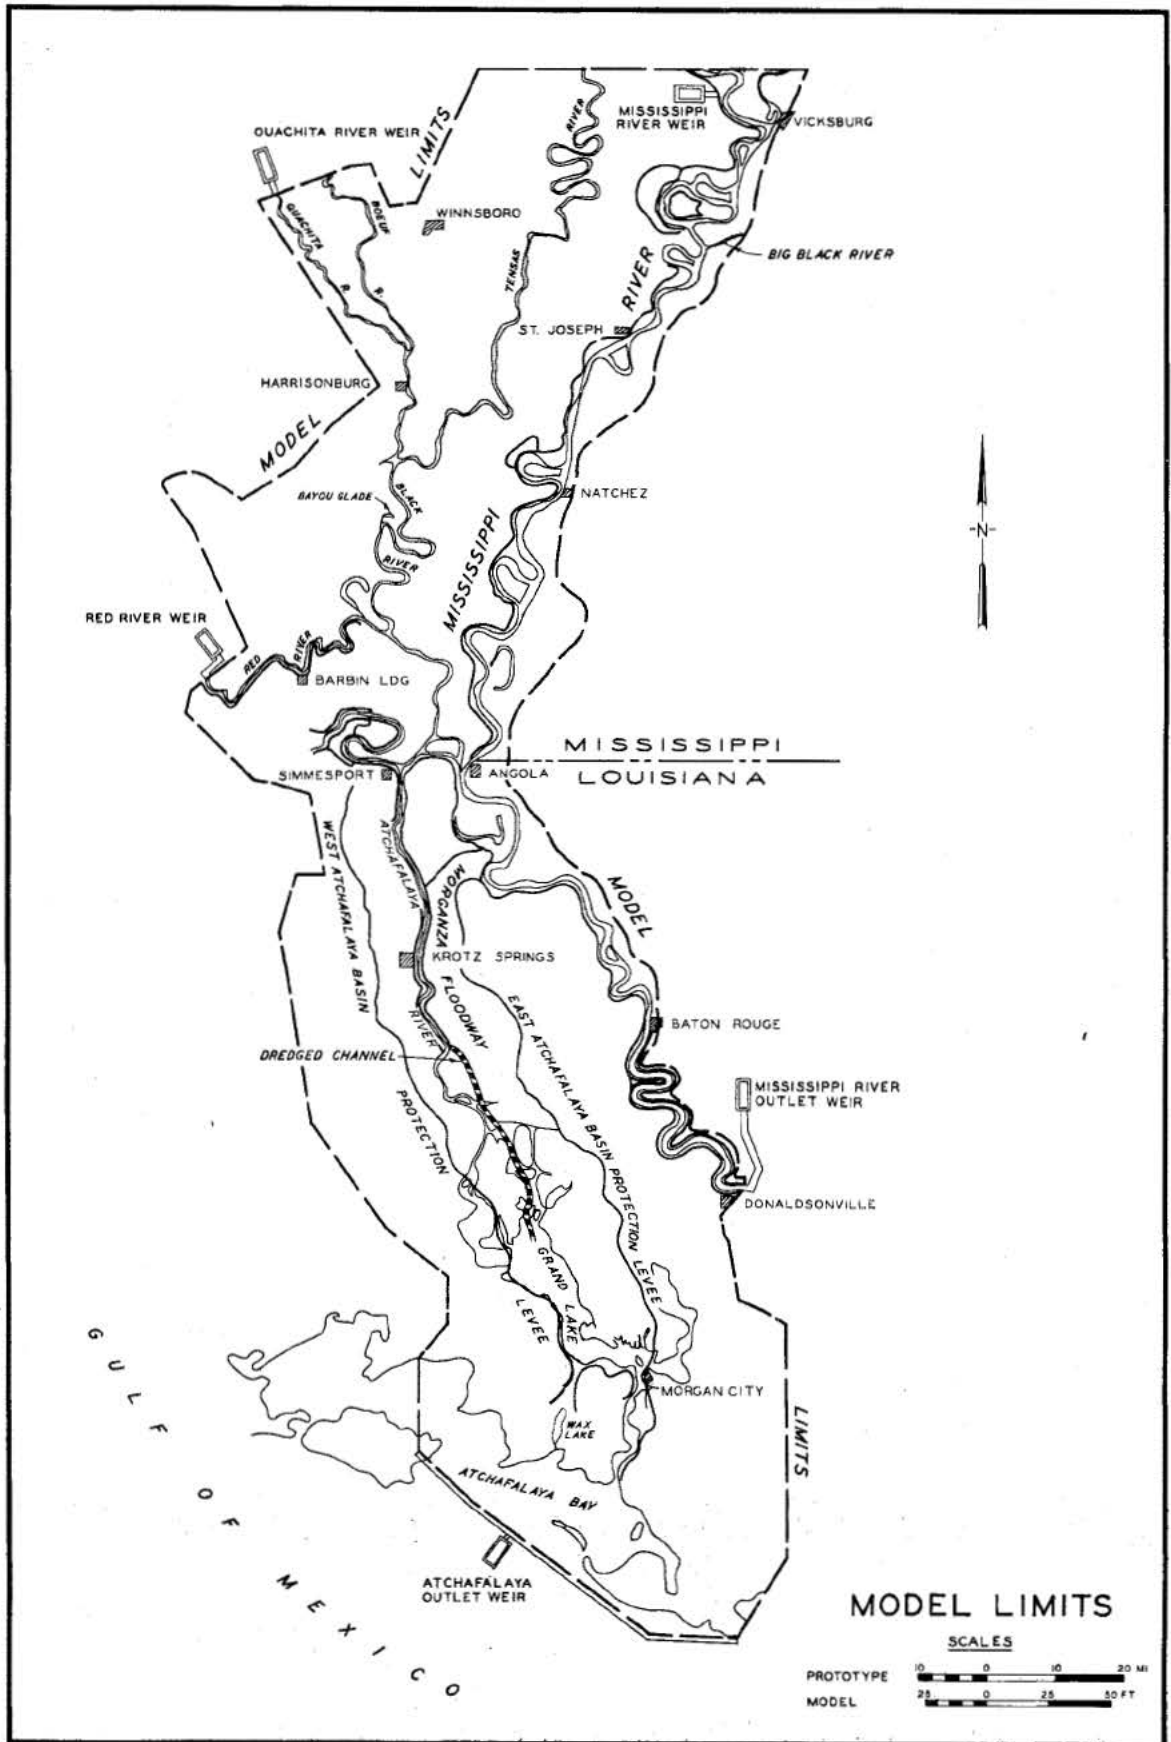 OUACHITA RIVER WEIR
LIMITS
RIVER
MISSISSIPPI
RIVER WEIR
VICKSBURG
OUACHITA
R.
BOEUF
R.
WINNSBORO
TENSAS
RIVER
BIG BLACK RIVER
ST. JOSEPH
HARRISONBURG
MODEL
BAYOU GLADE
BLACK
RIVER
NATCHEZ
MISSISSIPPI
-N-
RED RIVER WEIR
RED
RIVER
BARBIN LDG
MISSISSIPPI
LOUISIANA
SIMMESPORT
ANGOLA
WEST ATCHAFALAYA BASIN
ATCHAFALAYA
MORGANZA
MODEL
KROTZ SPRINGS
FLOODWAY
RIVER
EAST ATCHAFALAYA BASIN PROTECTION LEVEE
BATON ROUGE
DREDGED CHANNEL
PROTECTION
MISSISSIPPI RIVER
OUTLET WEIR
DONALDSONVILLE
GRAND LAKE
LEVEE
GULF OF MEXICO
MORGAN CITY
WAX
LAKE
LIMITS
ATCHAFALAYA BAY
ATCHAFALAYA
OUTLET WEIR
MODEL LIMITS
SCALES
PROTOTYPE 10 0 10 20 MI
MODEL 25 0 25 50 FT